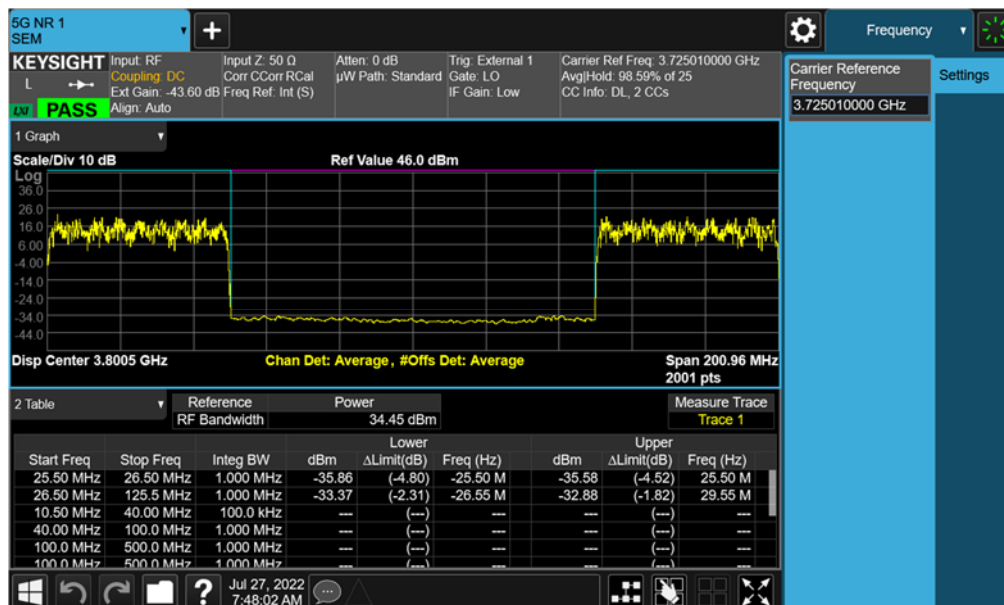 5G NR 1
SEM
+
Frequency
KEYSIGHT
L
LXI PASS
Input: RF
Coupling: DC
Ext Gain: -43.60 dB
Align: Auto
Input Z: 50 Ω
Corr CCorr RCal
Freq Ref: Int (S)
Atten: 0 dB
µW Path: Standard
Trig: External 1
Gate: LO
IF Gain: Low
Carrier Ref Freq: 3.725010000 GHz
Avg|Hold: 98.59% of 25
CC Info: DL, 2 CCs
Carrier Reference
Frequency
3.725010000 GHz
Settings
1 Graph
Scale/Div 10 dB Ref Value 46.0 dBm
Log
36.0
26.0
16.0
6.00
-4.00
-14.0
-24.0
-34.0
-44.0
Disp Center 3.8005 GHz Chan Det: Average, #Offs Det: Average Span 200.96 MHz
2001 pts
2 Table Reference Power Measure Trace
RF Bandwidth 34.45 dBm Trace 1
Lower Upper
Start Freq Stop Freq Integ BW dBm ΔLimit(dB) Freq (Hz) dBm ΔLimit(dB) Freq (Hz)
25.50 MHz 26.50 MHz 1.000 MHz -35.86 (-4.80) -25.50 M -35.58 (-4.52) 25.50 M
26.50 MHz 125.5 MHz 1.000 MHz -33.37 (-2.31) -26.55 M -32.88 (-1.82) 29.55 M
10.50 MHz 40.00 MHz 100.0 kHz --- (---) --- --- (---) ---
40.00 MHz 100.0 MHz 1.000 MHz --- (---) --- --- (---) ---
100.0 MHz 500.0 MHz 1.000 MHz --- (---) --- --- (---) ---
100.0 MHz 500.0 MHz 1.000 MHz --- (---) --- --- (---) ---
? Jul 27, 2022
7:48:02 AM